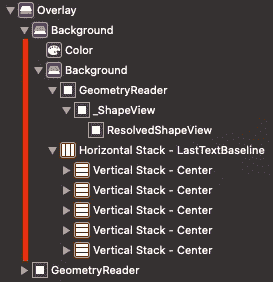 Overlay
Background
Color
Background
GeometryReader
_ShapeView
ResolvedShapeView
Horizontal Stack - LastTextBaseline
Vertical Stack - Center
Vertical Stack - Center
Vertical Stack - Center
Vertical Stack - Center
Vertical Stack - Center
GeometryReader